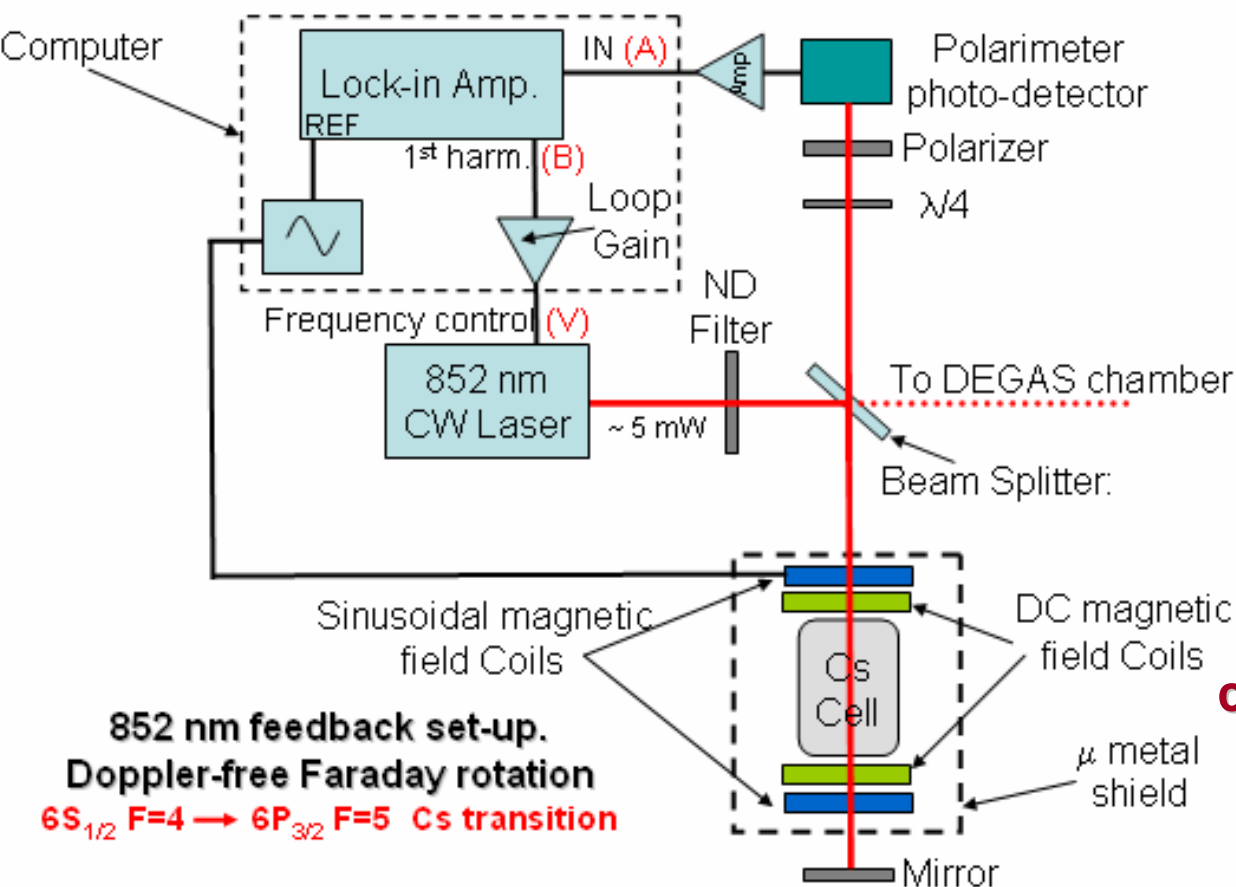 Computer
IN (A)
Amp
Polarimeter
photo-detector
Lock-in Amp.
REF
1st harm. (B)
Polarizer
λ/4
Loop
Gain
ND
Filter
Frequency control (V)
852 nm
CW Laser
~ 5 mW
To DEGAS chamber
Beam Splitter:
Sinusoidal magnetic
field Coils
DC magnetic
field Coils
Cs
Cell
852 nm feedback set-up.
Doppler-free Faraday rotation
6S1/2 F=4 → 6P3/2 F=5 Cs transition
μ metal
shield
Mirror